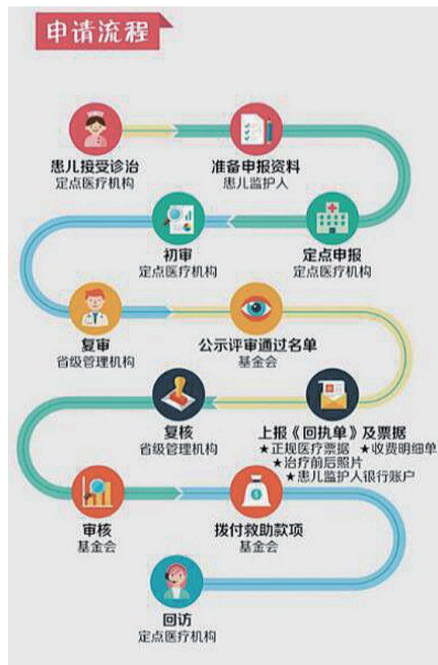 申请流程
患儿接受诊治
定点医疗机构
准备申报资料
患儿监护人
定点申报
定点医疗机构
初审
定点医疗机构
复审
省级管理机构
公示评审通过名单
基金会
上报《回执单》及票据
★正规医疗票据 ★收费明细单
★治疗前后照片
★患儿监护人银行账户
复核
省级管理机构
审核
基金会
拨付救助款项
基金会
回访
定点医疗机构